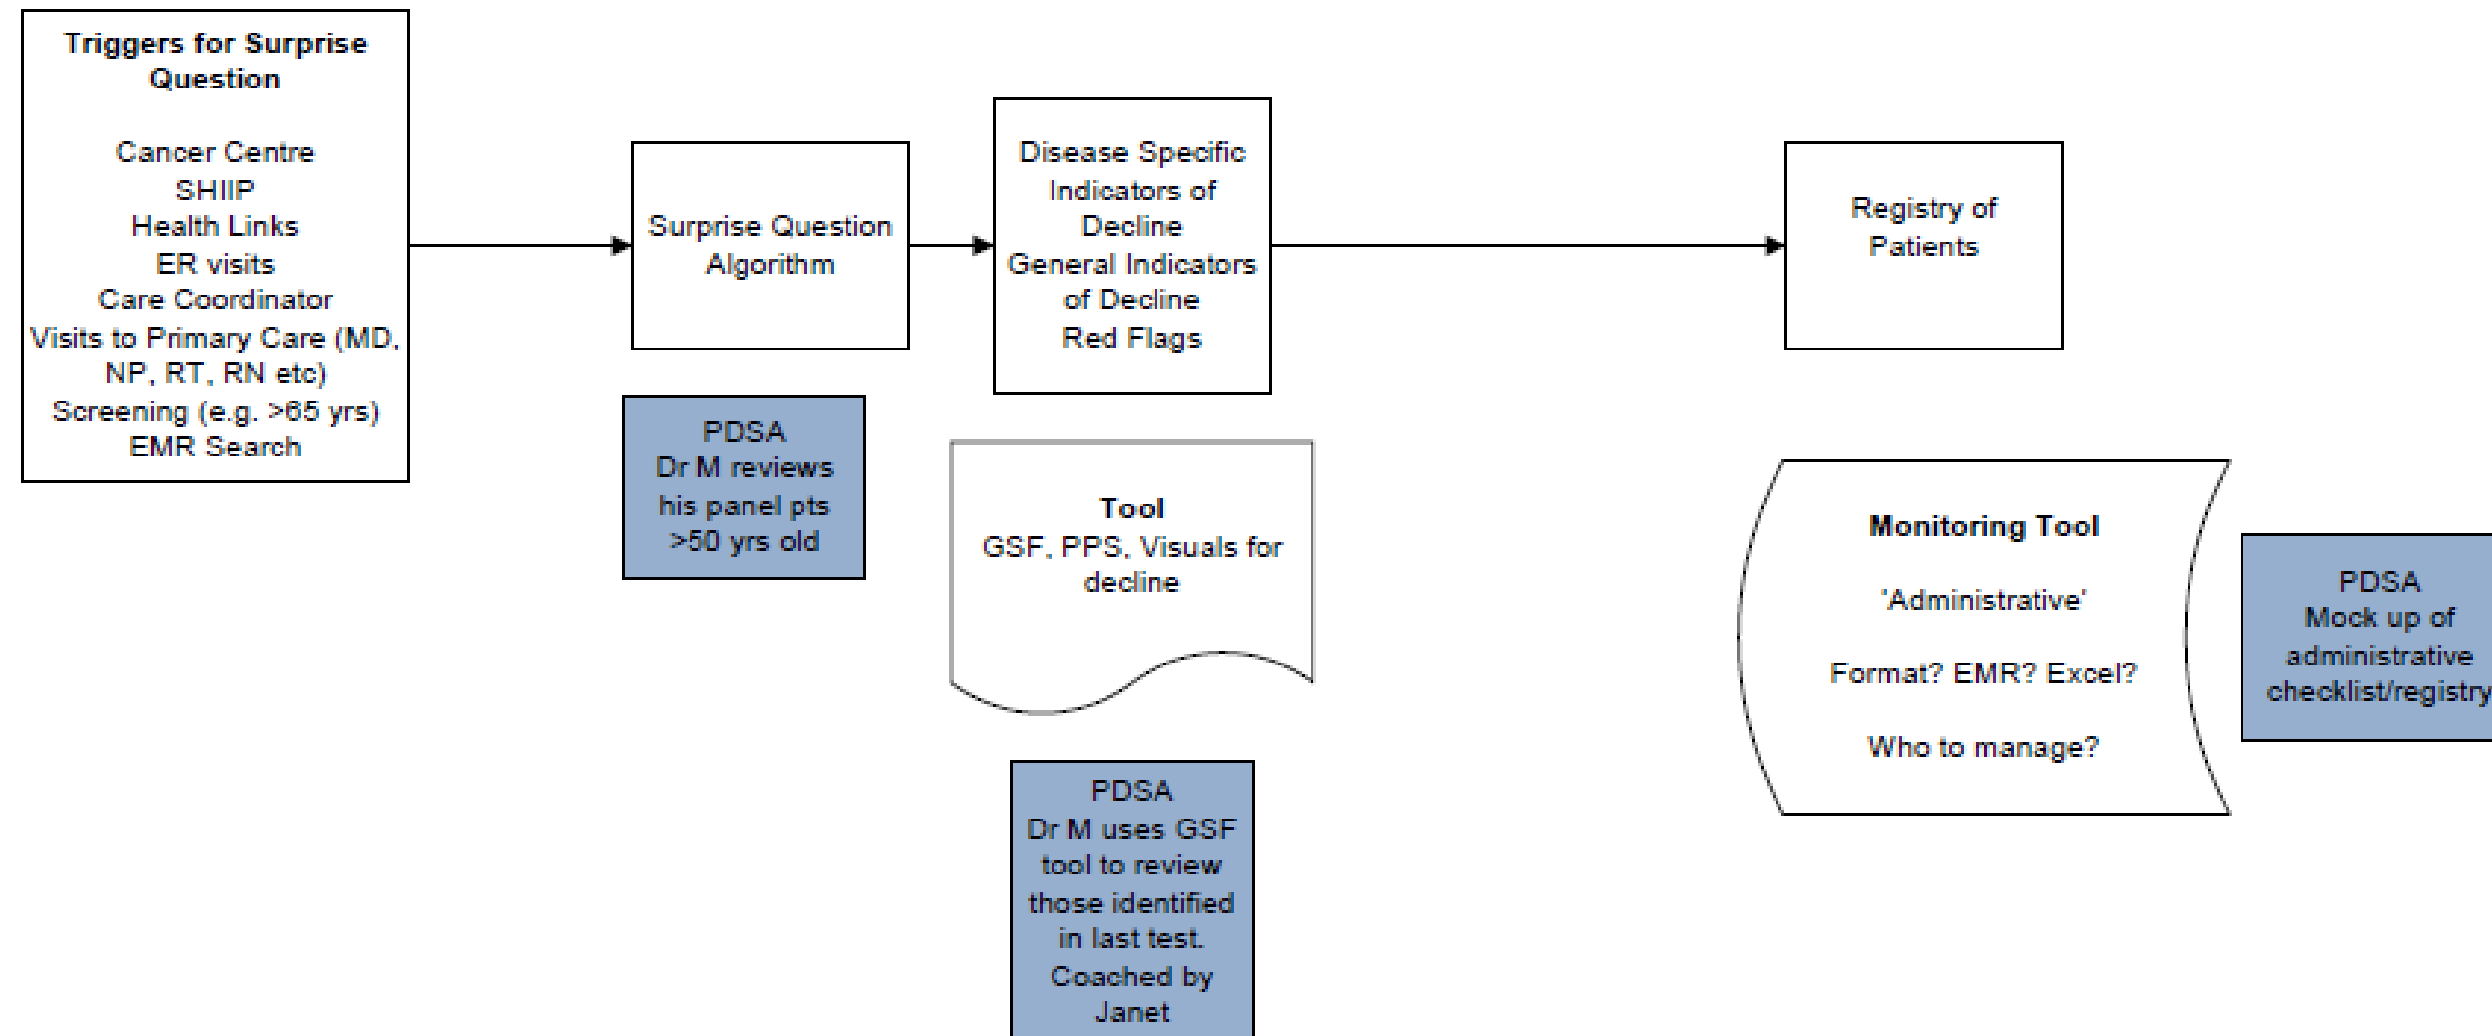 Triggers for Surprise
Question
Cancer Centre
SHIIP
Health Links
ER visits
Care Coordinator
Visits to Primary Care (MD,
NP, RT, RN etc)
Screening (e.g. >65 yrs)
EMR Search
Surprise Question
Algorithm
PDSA
Dr M reviews
his panel pts
>50 yrs old
Disease Specific
Indicators of
Decline
General Indicators
of Decline
Red Flags
Tool
GSF, PPS, Visuals for
decline
PDSA
Dr M uses GSF
tool to review
those identified
in last test.
Coached by
Janet
Registry of
Patients
Monitoring Tool
'Administrative'
Format? EMR? Excel?
Who to manage?
PDSA
Mock up of
administrative
checklist/registry